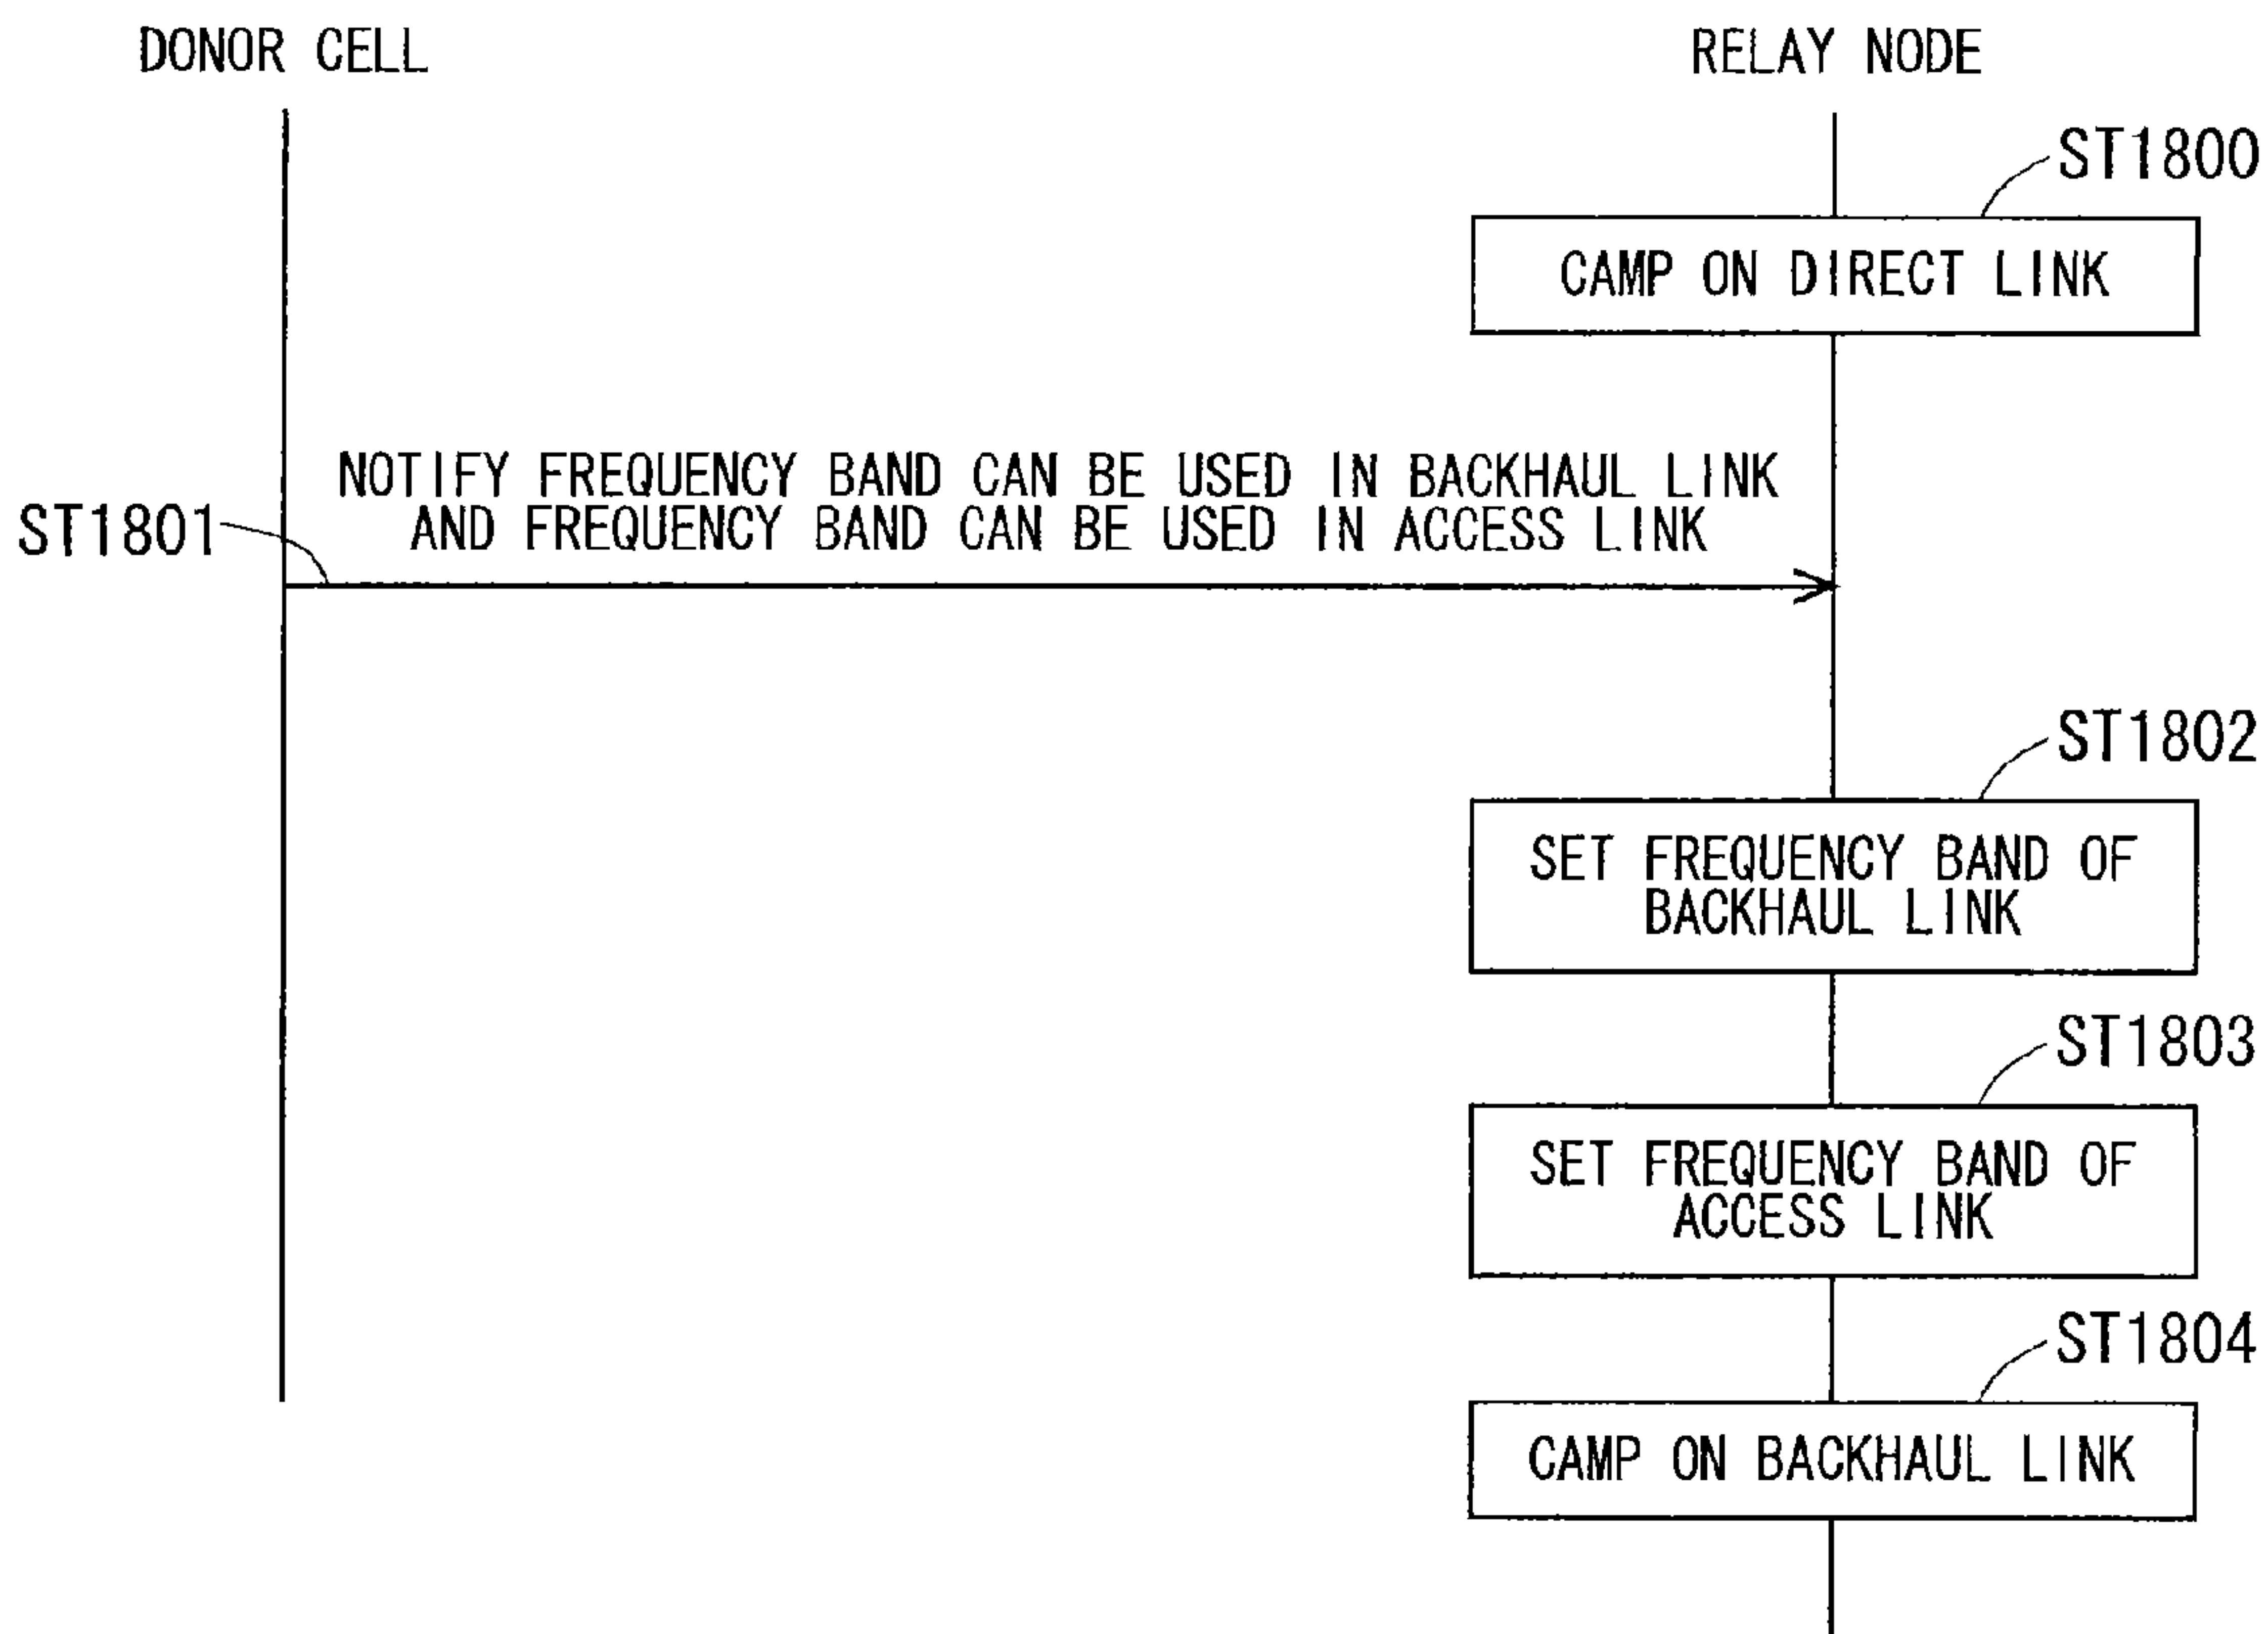 DONOR CELL
RELAY NODE
ST1800
CAMP ON DIRECT LINK
NOTIFY FREQUENCY BAND CAN BE USED IN BACKHAUL LINK
AND FREQUENCY BAND CAN BE USED IN ACCESS LINK
ST1801
ST1802
SET FREQUENCY BAND OF
BACKHAUL LINK
ST1803
SET FREQUENCY BAND OF
ACCESS LINK
ST1804
CAMP ON BACKHAUL LINK